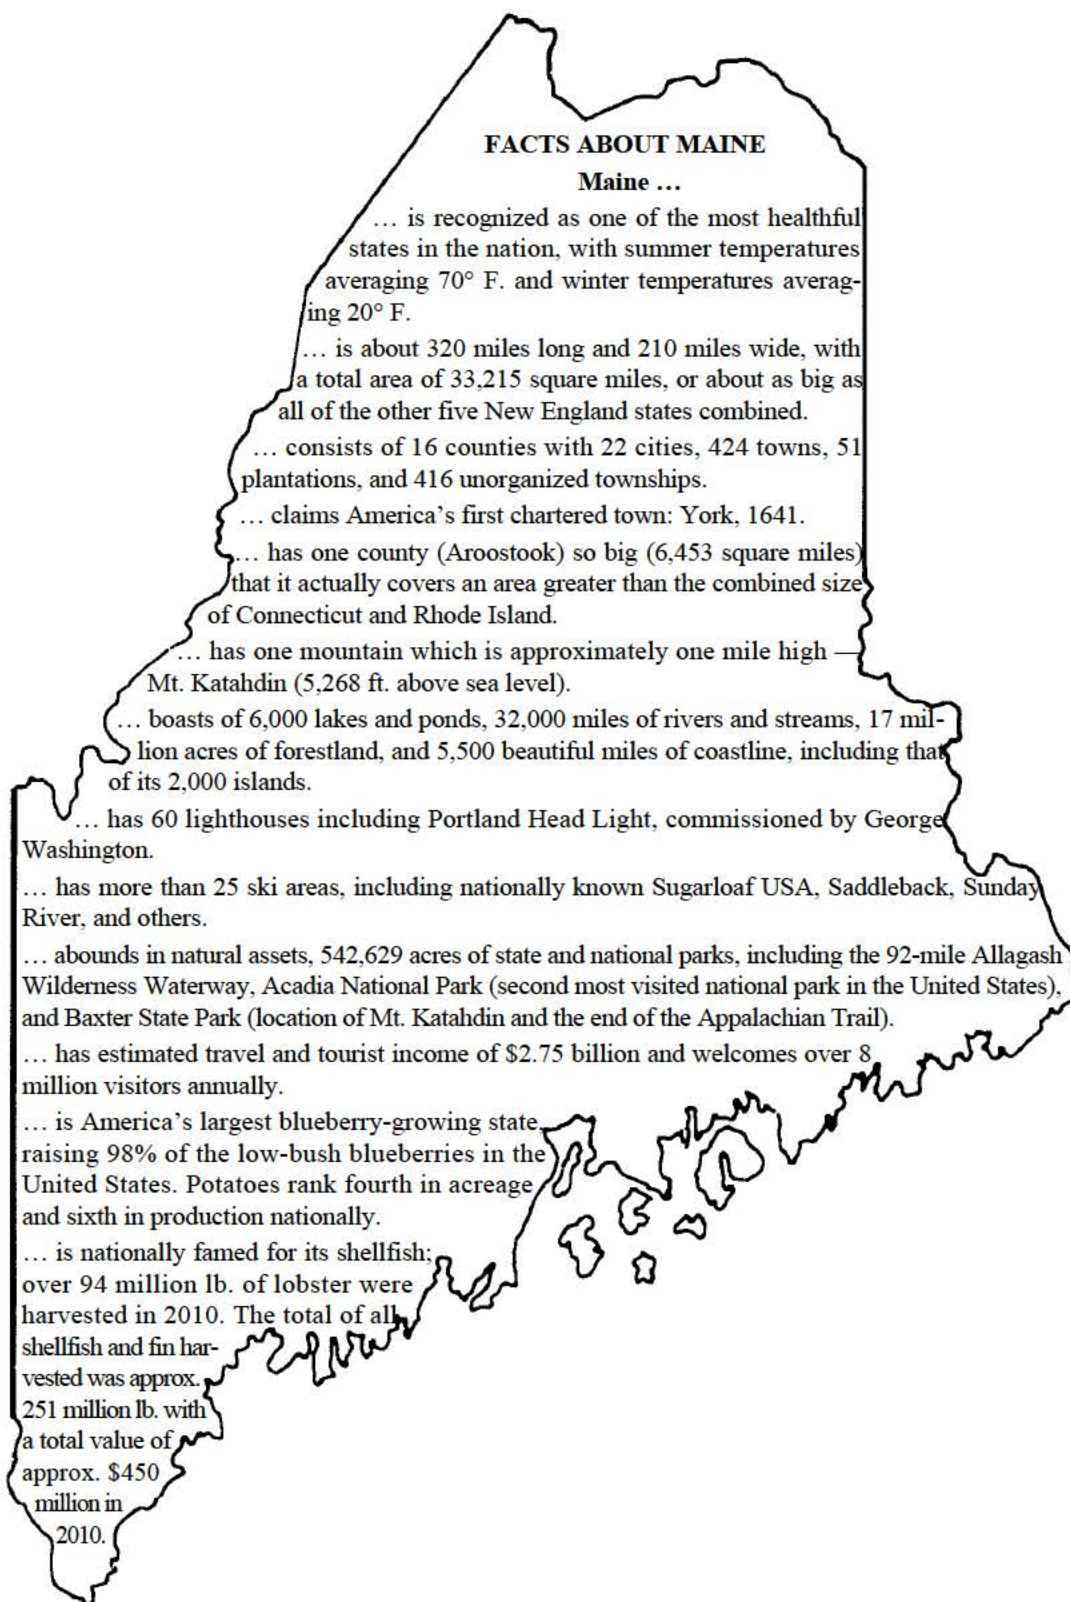 FACTS ABOUT MAINE
Maine …
… is recognized as one of the most healthful
states in the nation, with summer temperatures
averaging 70° F. and winter temperatures averag-
ing 20° F.
… is about 320 miles long and 210 miles wide, with
a total area of 33,215 square miles, or about as big as
all of the other five New England states combined.
… consists of 16 counties with 22 cities, 424 towns, 51
plantations, and 416 unorganized townships.
… claims America’s first chartered town: York, 1641.
… has one county (Aroostook) so big (6,453 square miles)
that it actually covers an area greater than the combined size
of Connecticut and Rhode Island.
… has one mountain which is approximately one mile high —
Mt. Katahdin (5,268 ft. above sea level).
… boasts of 6,000 lakes and ponds, 32,000 miles of rivers and streams, 17 mil-
lion acres of forestland, and 5,500 beautiful miles of coastline, including that
of its 2,000 islands.
… has 60 lighthouses including Portland Head Light, commissioned by George
Washington.
… has more than 25 ski areas, including nationally known Sugarloaf USA, Saddleback, Sunday
River, and others.
… abounds in natural assets, 542,629 acres of state and national parks, including the 92-mile Allagash
Wilderness Waterway, Acadia National Park (second most visited national park in the United States),
and Baxter State Park (location of Mt. Katahdin and the end of the Appalachian Trail).
… has estimated travel and tourist income of $2.75 billion and welcomes over 8
million visitors annually.
… is America’s largest blueberry-growing state,
raising 98% of the low-bush blueberries in the
United States. Potatoes rank fourth in acreage
and sixth in production nationally.
… is nationally famed for its shellfish;
over 94 million lb. of lobster were
harvested in 2010. The total of all
shellfish and fin har-
vested was approx.
251 million lb. with
a total value of
approx. $450
million in
2010.